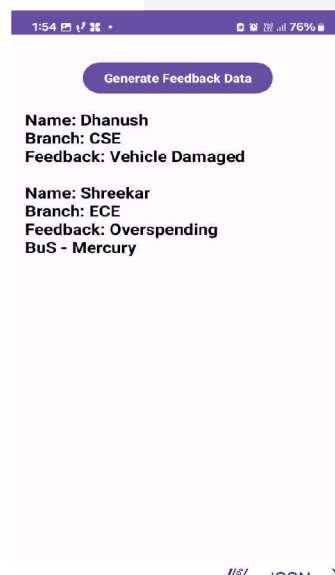 1:54
76%
Generate Feedback Data
Name: Dhanush
Branch: CSE
Feedback: Vehicle Damaged
Name: Shreekar
Branch: ECE
Feedback: Overspending
BuS - Mercury